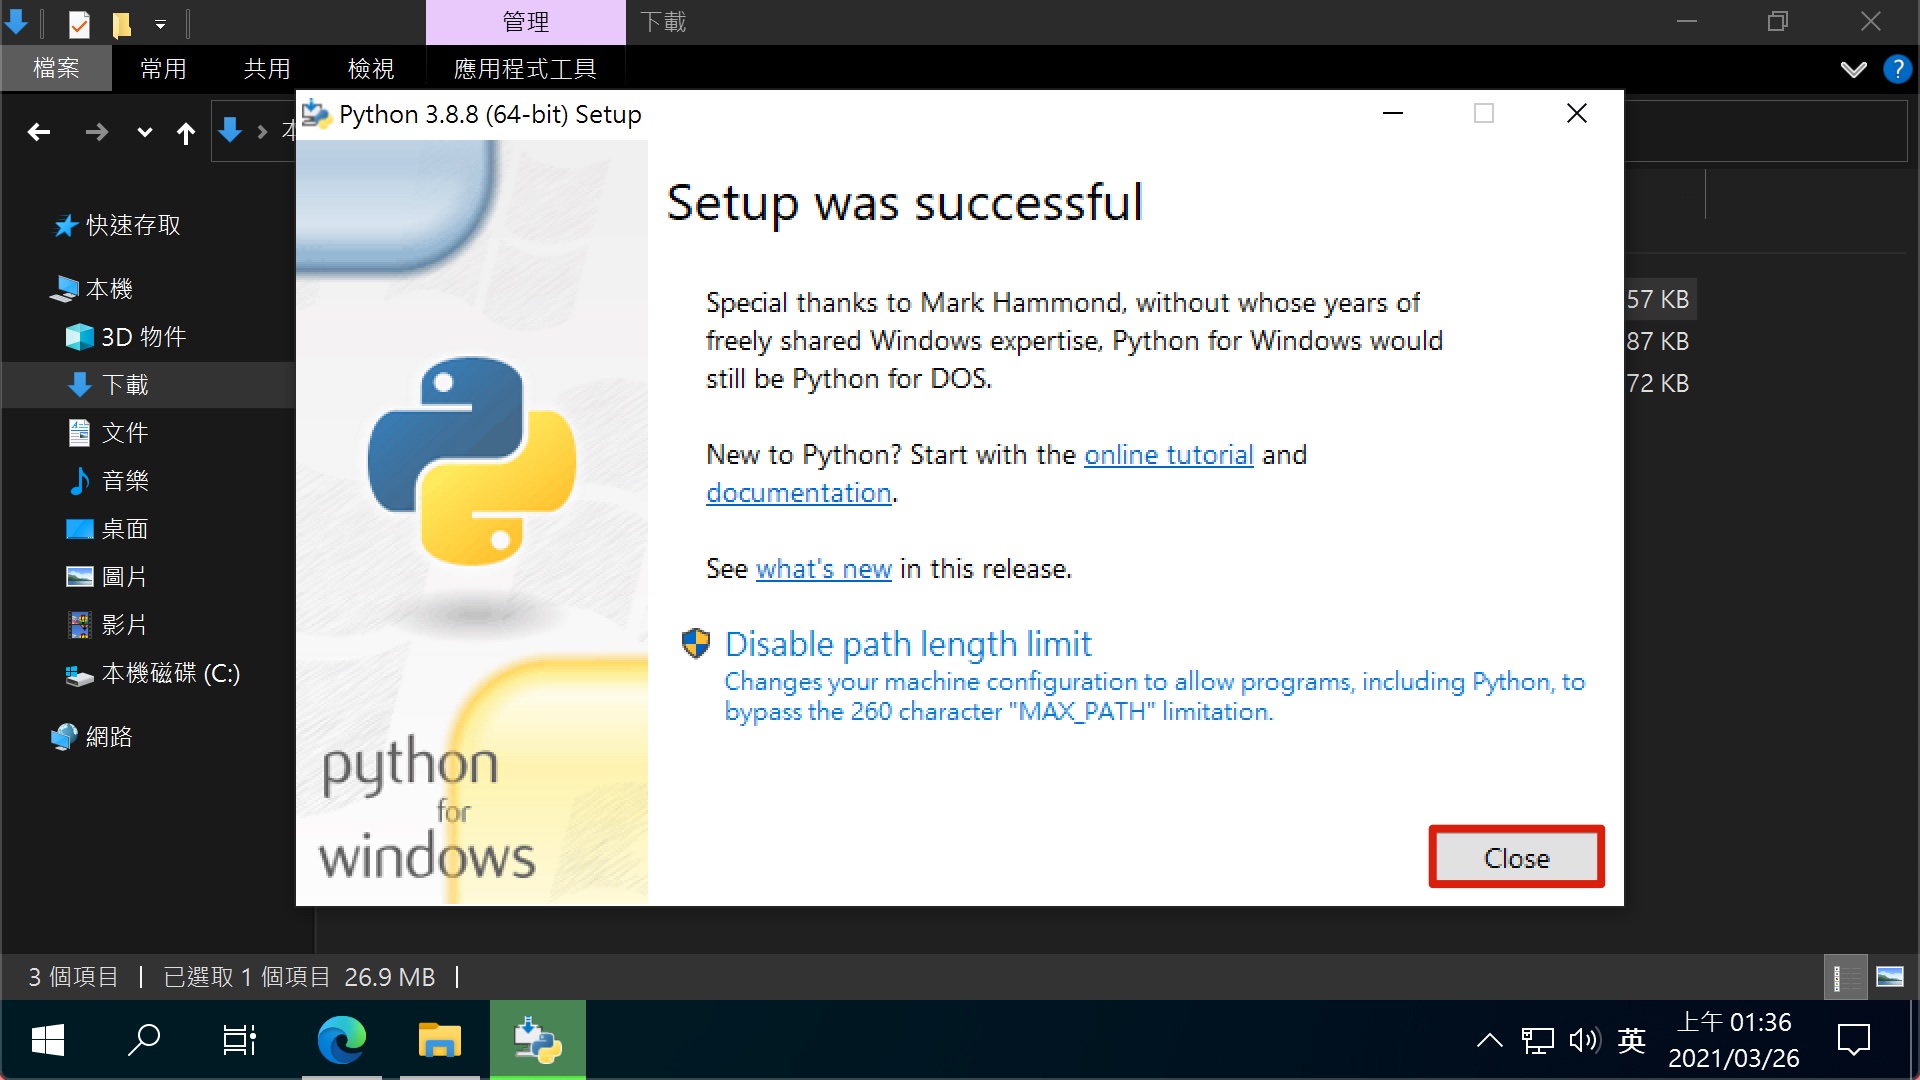 管理
下載
檔案
常用
共用
檢視
應用程式工具
Python 3.8.8 (64-bit) Setup
Setup was successful
Special thanks to Mark Hammond, without whose years of
freely shared Windows expertise, Python for Windows would
still be Python for DOS.
New to Python? Start with the online tutorial and
documentation.
See what's new in this release.
Disable path length limit
Changes your machine configuration to allow programs, including Python, to
bypass the 260 character "MAX_PATH" limitation.
Close
python
for
windows
快速存取
本機
3D 物件
下載
文件
音樂
桌面
圖片
影片
本機磁碟 (C:)
網路
57 KB
87 KB
72 KB
3 個項目
已選取 1 個項目 26.9 MB
英
上午 01:36
2021/03/26